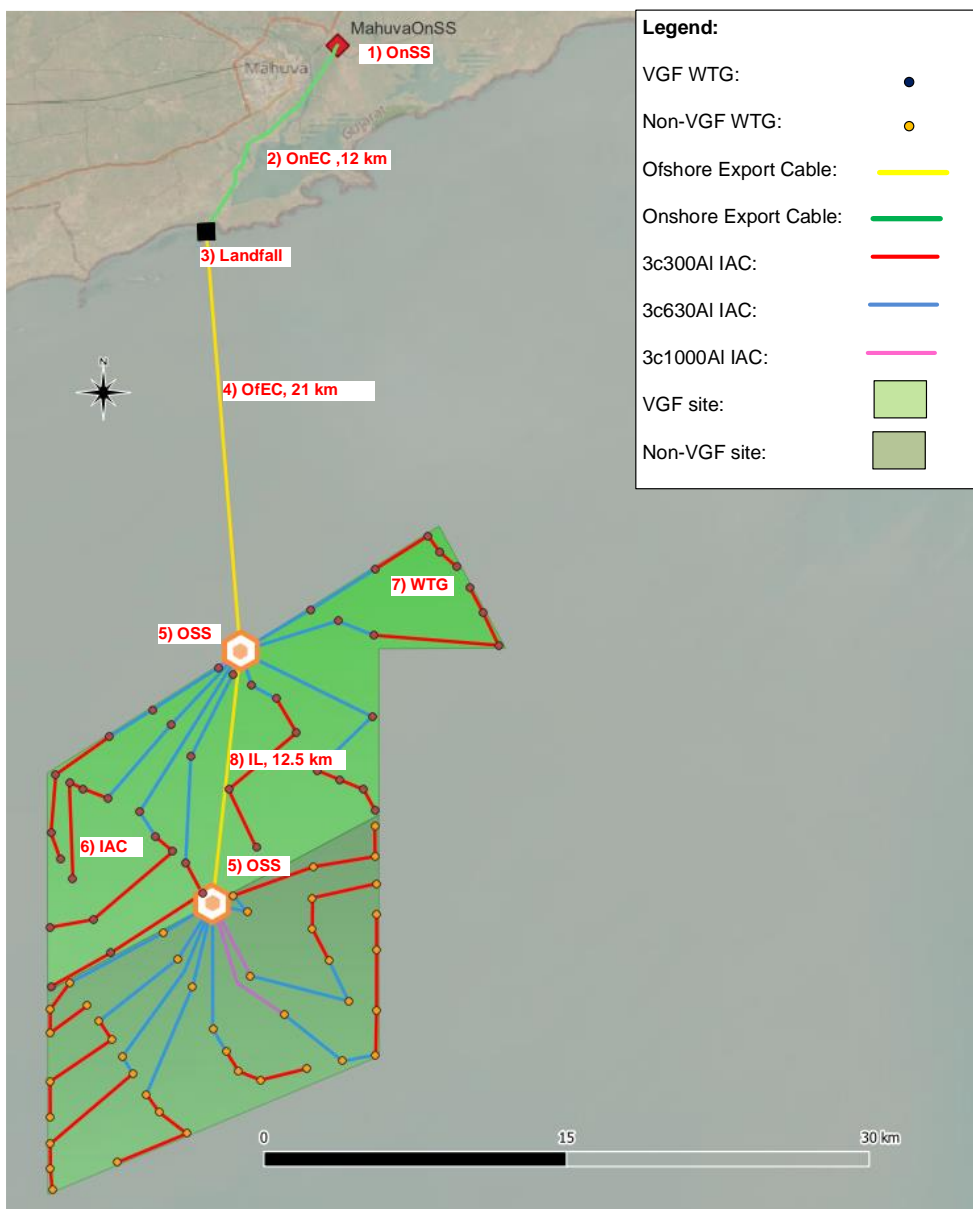 MahuvaOnSS
1) OnSS
Mahuva
Gujarat
2) OnEC ,12 km
3) Landfall
N
4) OfEC, 21 km
7) WTG
5) OSS
8) IL, 12.5 km
6) IAC
5) OSS
0 15 30 km
Legend:
VGF WTG:
Non-VGF WTG:
Ofshore Export Cable:
Onshore Export Cable:
3c300Al IAC:
3c630Al IAC:
3c1000Al IAC:
VGF site:
Non-VGF site: